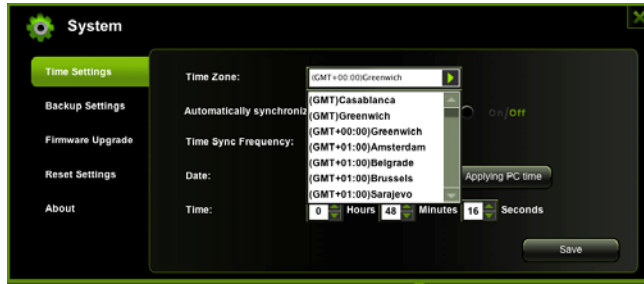 System
Time Settings
Backup Settings
Firmware Upgrade
Reset Settings
About
Time Zone:
(GMT+00:00)Greenwich
(GMT)Casablanca
(GMT)Greenwich
(GMT+00:00)Greenwich
(GMT+01:00)Amsterdam
(GMT+01:00)Belgrade
(GMT+01:00)Brussels
(GMT+01:00)Sarajevo
Automatically synchroniz
On/Off
Time Sync Frequency:
Date:
Applying PC time
Time:
0 Hours 48 Minutes 16 Seconds
Save